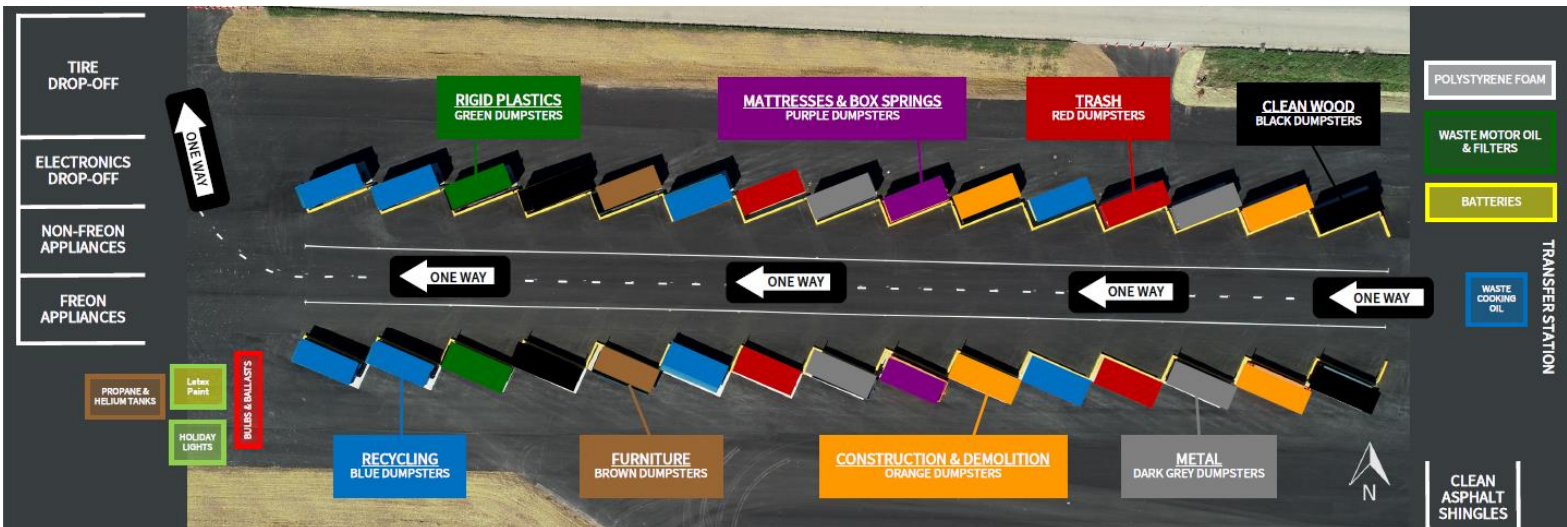 TIRE
DROP-OFF
ELECTRONICS
DROP-OFF
NON-FREON
APPLIANCES
FREON
APPLIANCES
ONE WAY
RIGID PLASTICS
GREEN DUMPSTERS
MATTRESSES & BOX SPRINGS
PURPLE DUMPSTERS
TRASH
RED DUMPSTERS
CLEAN WOOD
BLACK DUMPSTERS
POLYSTYRENE FOAM
WASTE MOTOR OIL
& FILTERS
BATTERIES
ONE WAY
ONE WAY
ONE WAY
ONE WAY
WASTE
COOKING
OIL
TRANSFER STATION
PROPANE &
HELIUM TANKS
Latex
Paint
HOLIDAY
LIGHTS
BULBS & BALLASTS
RECYCLING
BLUE DUMPSTERS
FURNITURE
BROWN DUMPSTERS
CONSTRUCTION & DEMOLITION
ORANGE DUMPSTERS
METAL
DARK GREY DUMPSTERS
N
CLEAN
ASPHALT
SHINGLES